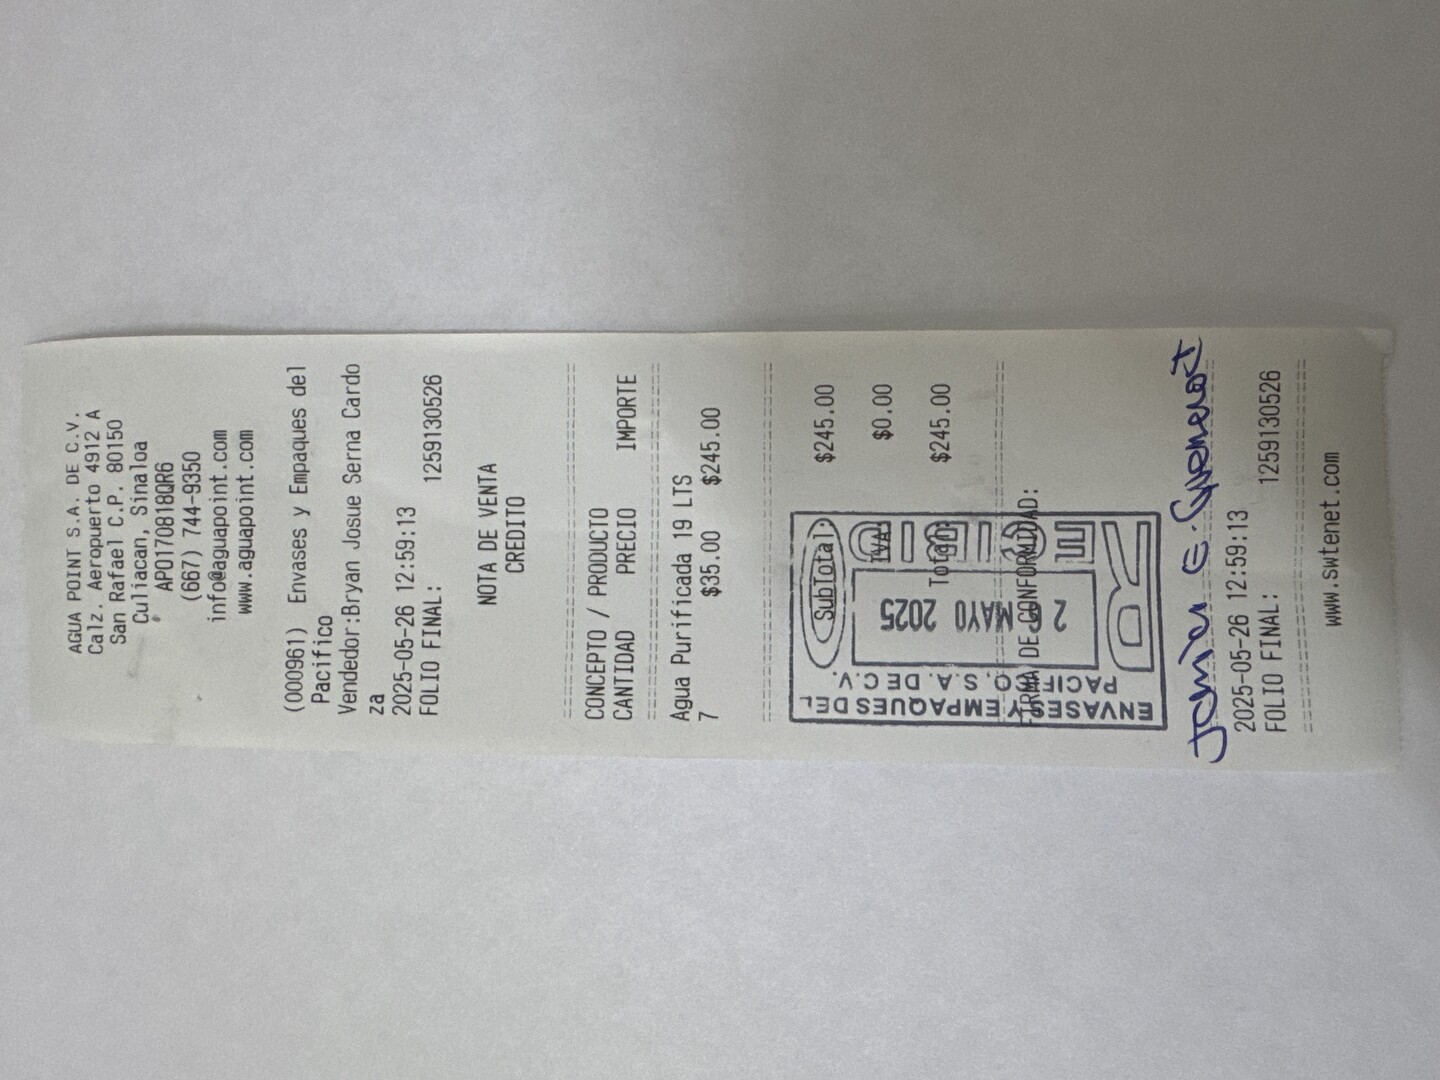 AGUA POINT S.A. DE C.V.
Calz. Aeropuerto 4912 A
San Rafael C.P. 80150
Culiacan, Sinaloa
APO170818QR6
(667) 744-9350
info@aguapoint.com
www.aguapoint.com
(000961) Envases y Empaques del
Pacifico
Vendedor:Bryan Josue Serna Cardo
za
2025-05-26 12:59:13
FOLIO FINAL: 1259130526
NOTA DE VENTA
CREDITO
CONCEPTO / PRODUCTO
CANTIDAD PRECIO IMPORTE
Agua Purificada 19 LTS
7 $35.00 $245.00
SubTotal $245.00
IVA $0.00
Total $245.00
FIRMA DE CONFORMIDAD:
ENVASES Y EMPAQUES DEL
PACIFICO, S.A. DE C.V.
26 MAYO 2025
RECIBID
2025-05-26 12:59:13
FOLIO FINAL: 1259130526
www.swtenet.com